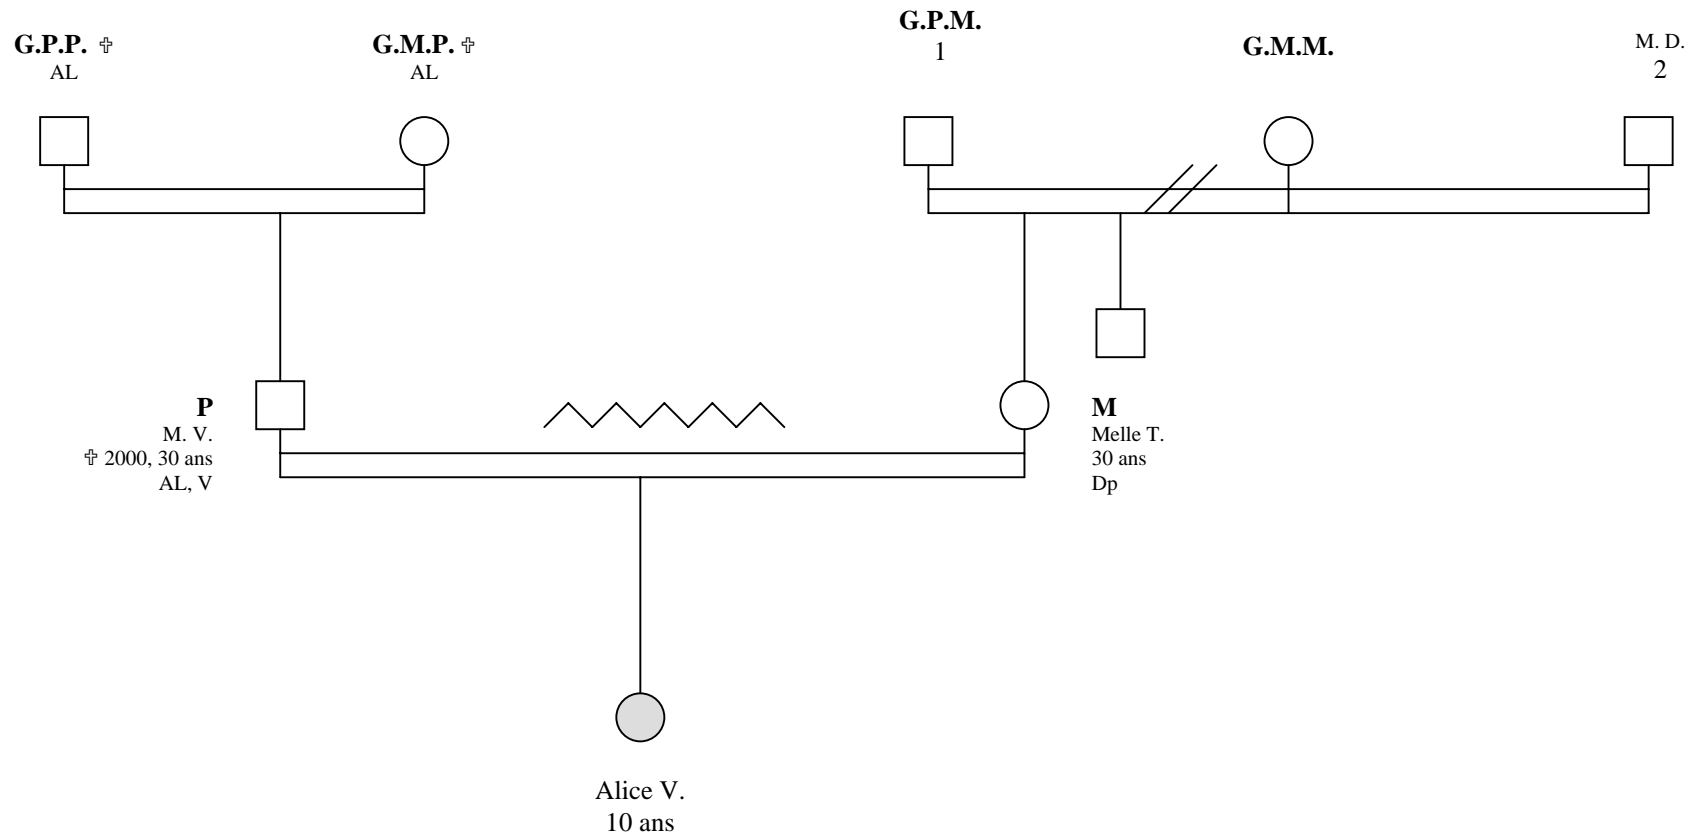 G.P.P. ✞
AL
G.M.P. ✞
AL
G.P.M.
1
G.M.M.
M. D.
2
P
M. V.
✞ 2000, 30 ans
AL, V
M
Melle T.
30 ans
Dp
Alice V.
10 ans